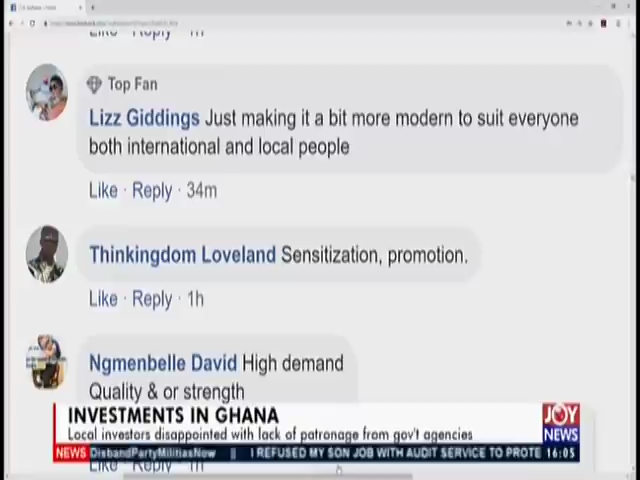 Like · Reply · 1h
Top Fan
Lizz Giddings Just making it a bit more modern to suit everyone
both international and local people
Like · Reply · 34m
Thinkingdom Loveland Sensitization, promotion.
Like · Reply · 1h
Ngmenbelle David High demand
Quality & or strength
INVESTMENTS IN GHANA
Local investors disappointed with lack of patronage from gov't agencies
JOY
NEWS
NEWS DisbandPartyMilitiasNow || I REFUSED MY SON JOB WITH AUDIT SERVICE TO PROTE 16:05
Like Reply 1h